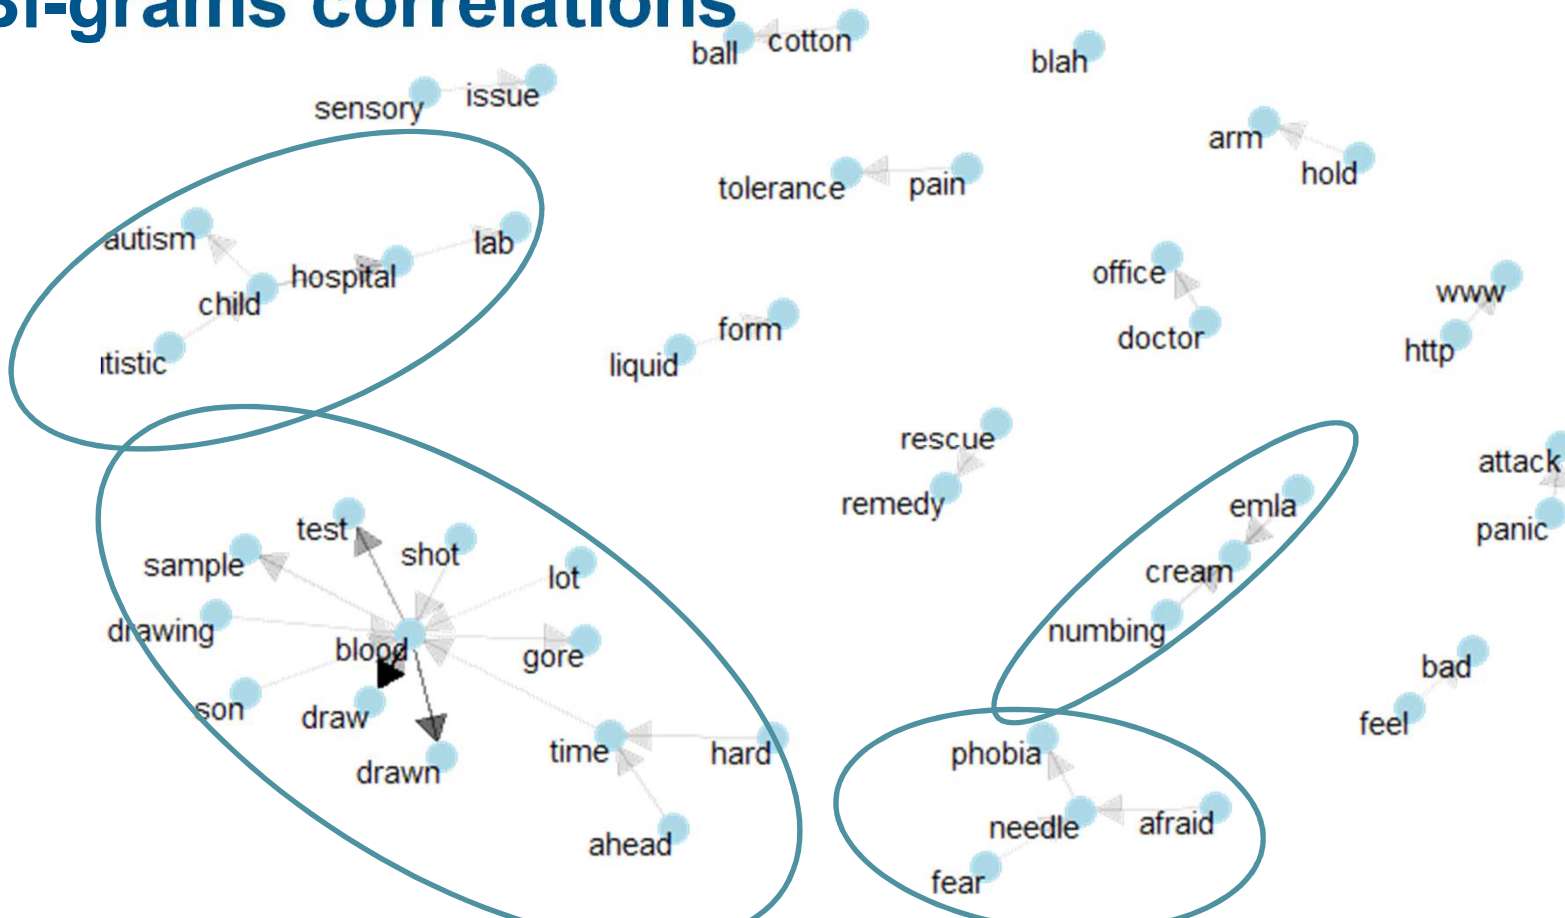 Bi-grams correlations
ball
cotton
blah
sensory
issue
arm
hold
tolerance
pain
autism
lab
hospital
child
tistic
office
doctor
www
http
form
liquid
rescue
remedy
attack
panic
emla
cream
numbing
test
shot
sample
lot
drawing
blood
gore
son
draw
drawn
time
hard
ahead
bad
feel
phobia
needle
afraid
fear